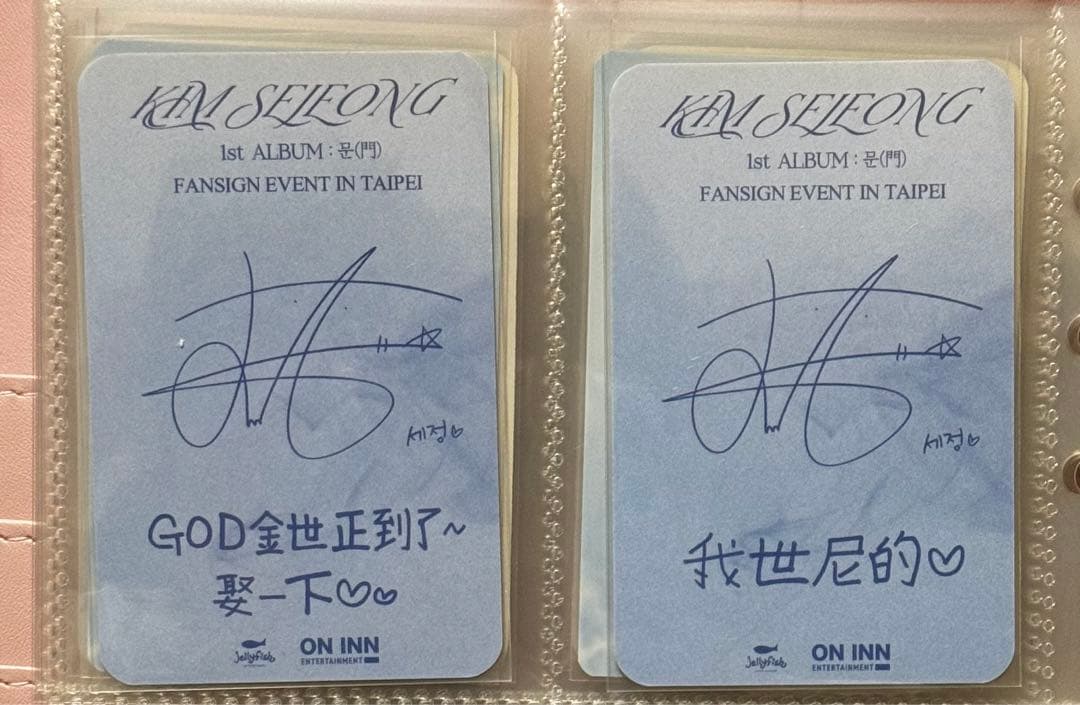 KIM SEJEONG
1st ALBUM : 문(門)
FANSIGN EVENT IN TAIPEI
세정♡
GOD金世正到了~
娶一下♡♡
Jellyfish
ON INN
ENTERTAINMENT
KIM SEJEONG
1st ALBUM : 문(門)
FANSIGN EVENT IN TAIPEI
세정♡
我世尼的♡
Jellyfish
ON INN
ENTERTAINMENT